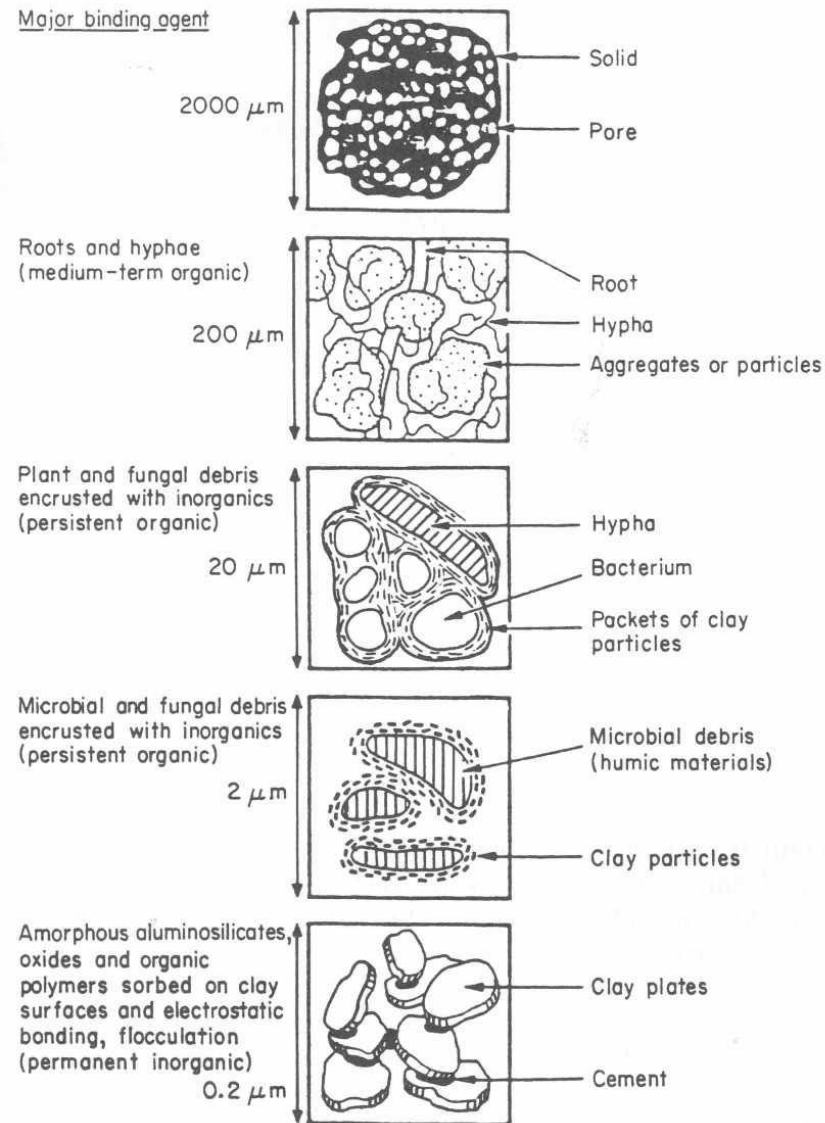 Major binding agent
2000 μm
Solid
Pore
Roots and hyphae
(medium-term organic)
200 μm
Root
Hypha
Aggregates or particles
Plant and fungal debris
encrusted with inorganics
(persistent organic)
20 μm
Hypha
Bacterium
Packets of clay
particles
Microbial and fungal debris
encrusted with inorganics
(persistent organic)
2 μm
Microbial debris
(humic materials)
Clay particles
Amorphous aluminosilicates,
oxides and organic
polymers sorbed on clay
surfaces and electrostatic
bonding, flocculation
(permanent inorganic)
0.2 μm
Clay plates
Cement